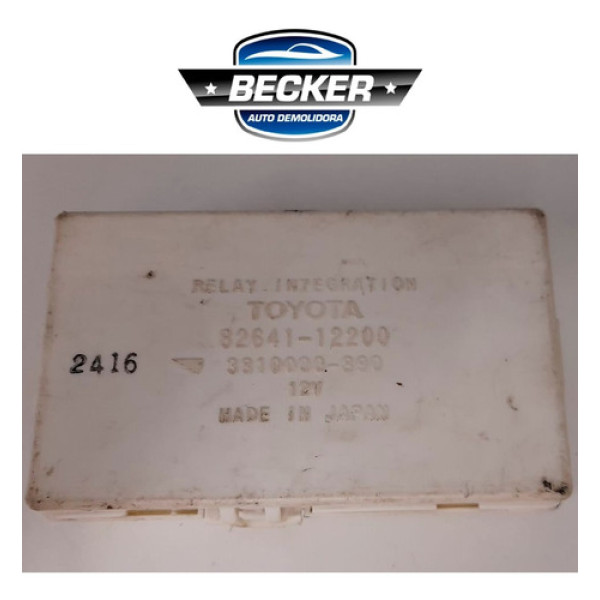 BECKER
AUTO DEMOLIDORA
RELAY INTEGRATION
TOYOTA
82641-12200
2416
12V
MADE IN JAPAN